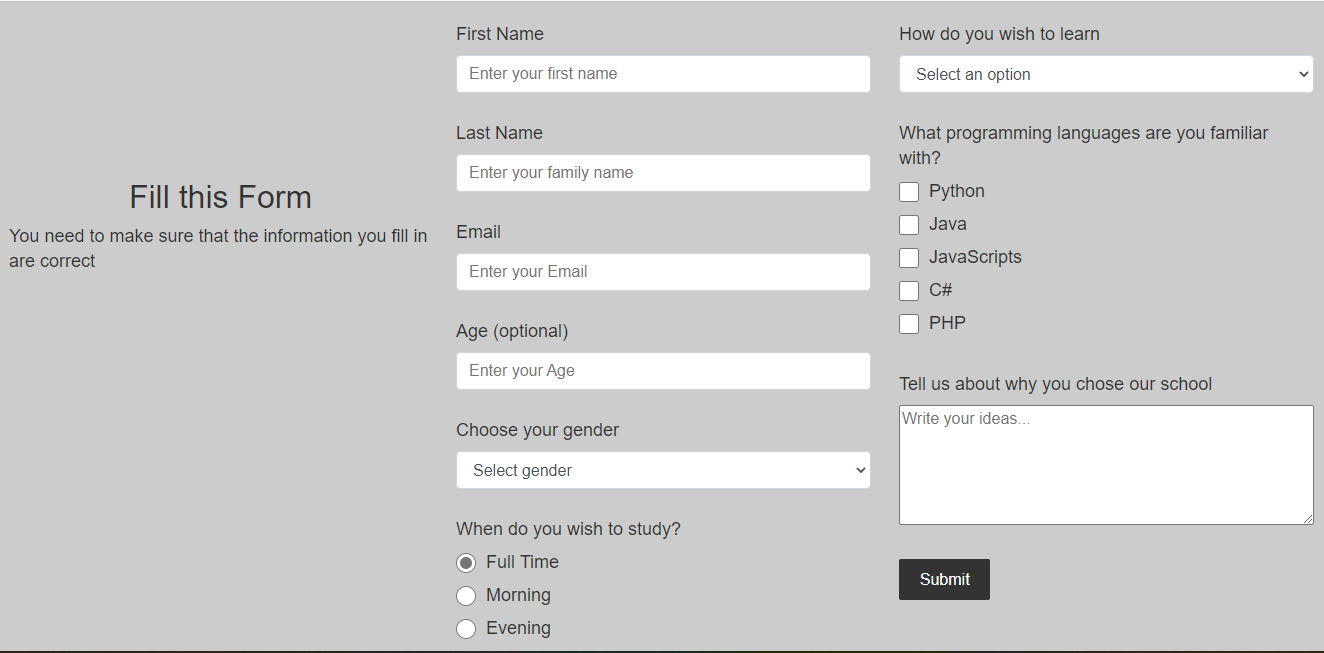 Fill this Form
You need to make sure that the information you fill in
are correct
First Name
Enter your first name
Last Name
Enter your family name
Email
Enter your Email
Age (optional)
Enter your Age
Choose your gender
Select gender
When do you wish to study?
Full Time
Morning
Evening
How do you wish to learn
Select an option
What programming languages are you familiar
with?
Python
Java
JavaScripts
C#
PHP
Tell us about why you chose our school
Write your ideas...
Submit